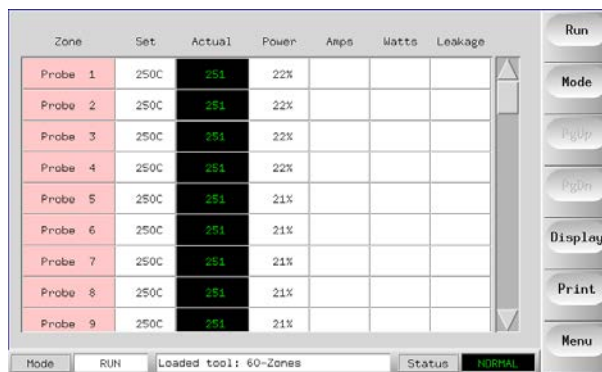 Zone Set Actual Power Amps Watts Leakage
Probe 1 250C 251 22%
Probe 2 250C 251 22%
Probe 3 250C 251 22%
Probe 4 250C 251 22%
Probe 5 250C 251 21%
Probe 6 250C 251 21%
Probe 7 250C 251 21%
Probe 8 250C 251 21%
Probe 9 250C 251 21%
Mode RUN Loaded tool: 60-Zones Status NORMAL
Run
Mode
PgUp
PgDn
Display
Print
Menu